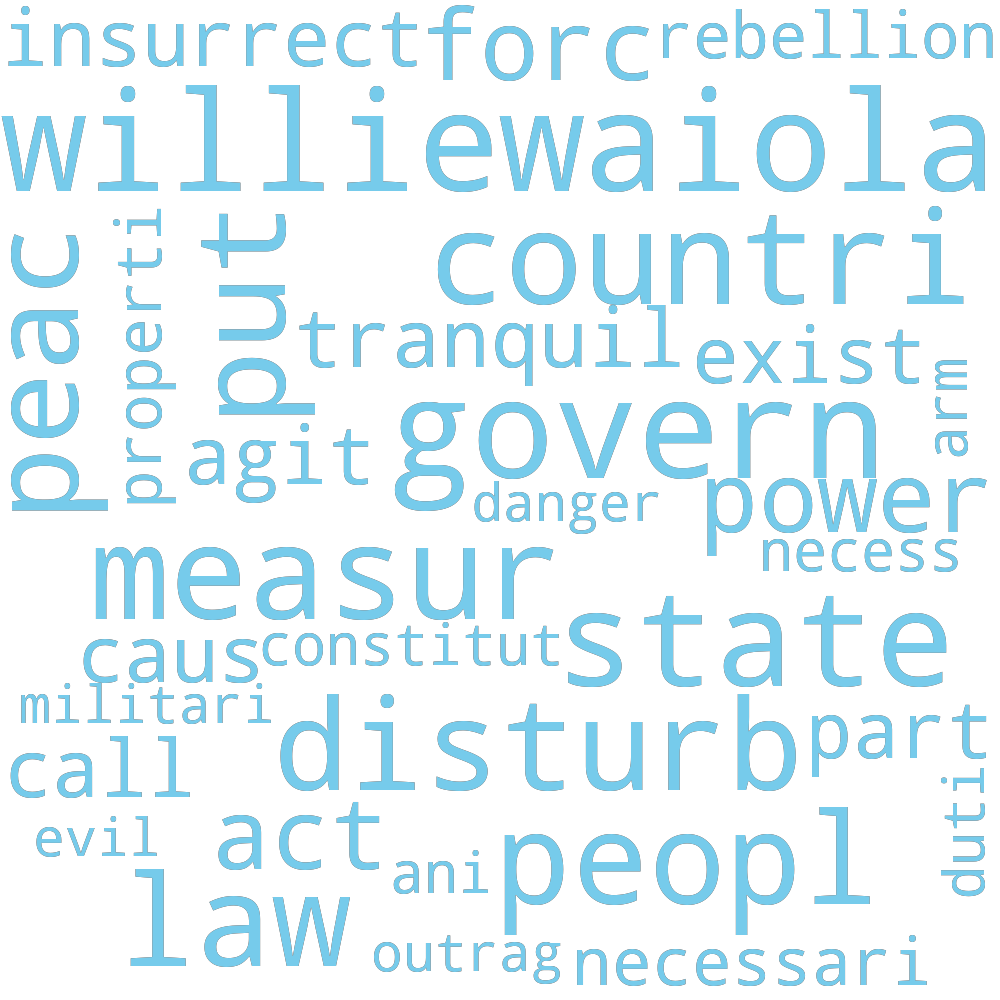 insurrect
forc
rebellion
williewaiola
peac
properti
put
countri
tranquil
exist
arm
agit
govern
danger
power
necess
measur
caus
constitut
state
militari
disturb
part
call
duti
evil
act
ani
peopl
law
outrag
necessari